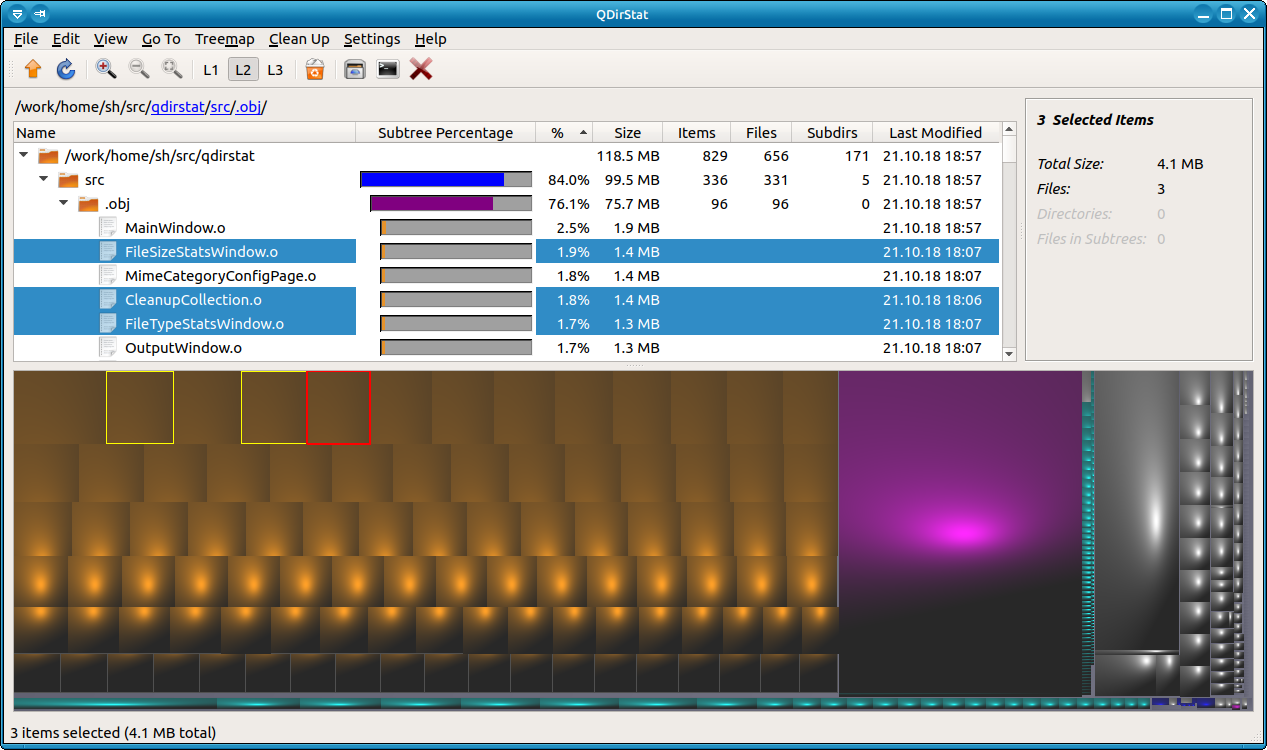 QDirStat
File Edit View Go To Treemap Clean Up Settings Help
L1 L2 L3
/work/home/sh/src/qdirstat/src/.obj/
Name Subtree Percentage % Size Items Files Subdirs Last Modified
/work/home/sh/src/qdirstat 118.5 MB 829 656 171 21.10.18 18:57
src 84.0% 99.5 MB 336 331 5 21.10.18 18:57
.obj 76.1% 75.7 MB 96 96 0 21.10.18 18:57
MainWindow.o 2.5% 1.9 MB 21.10.18 18:57
FileSizeStatsWindow.o 1.9% 1.4 MB 21.10.18 18:07
MimeCategoryConfigPage.o 1.8% 1.4 MB 21.10.18 18:07
CleanupCollection.o 1.8% 1.4 MB 21.10.18 18:06
FileTypeStatsWindow.o 1.7% 1.3 MB 21.10.18 18:07
OutputWindow.o 1.7% 1.3 MB 21.10.18 18:07
3 Selected Items
Total Size: 4.1 MB
Files: 3
Directories: 0
Files in Subtrees: 0
3 items selected (4.1 MB total)